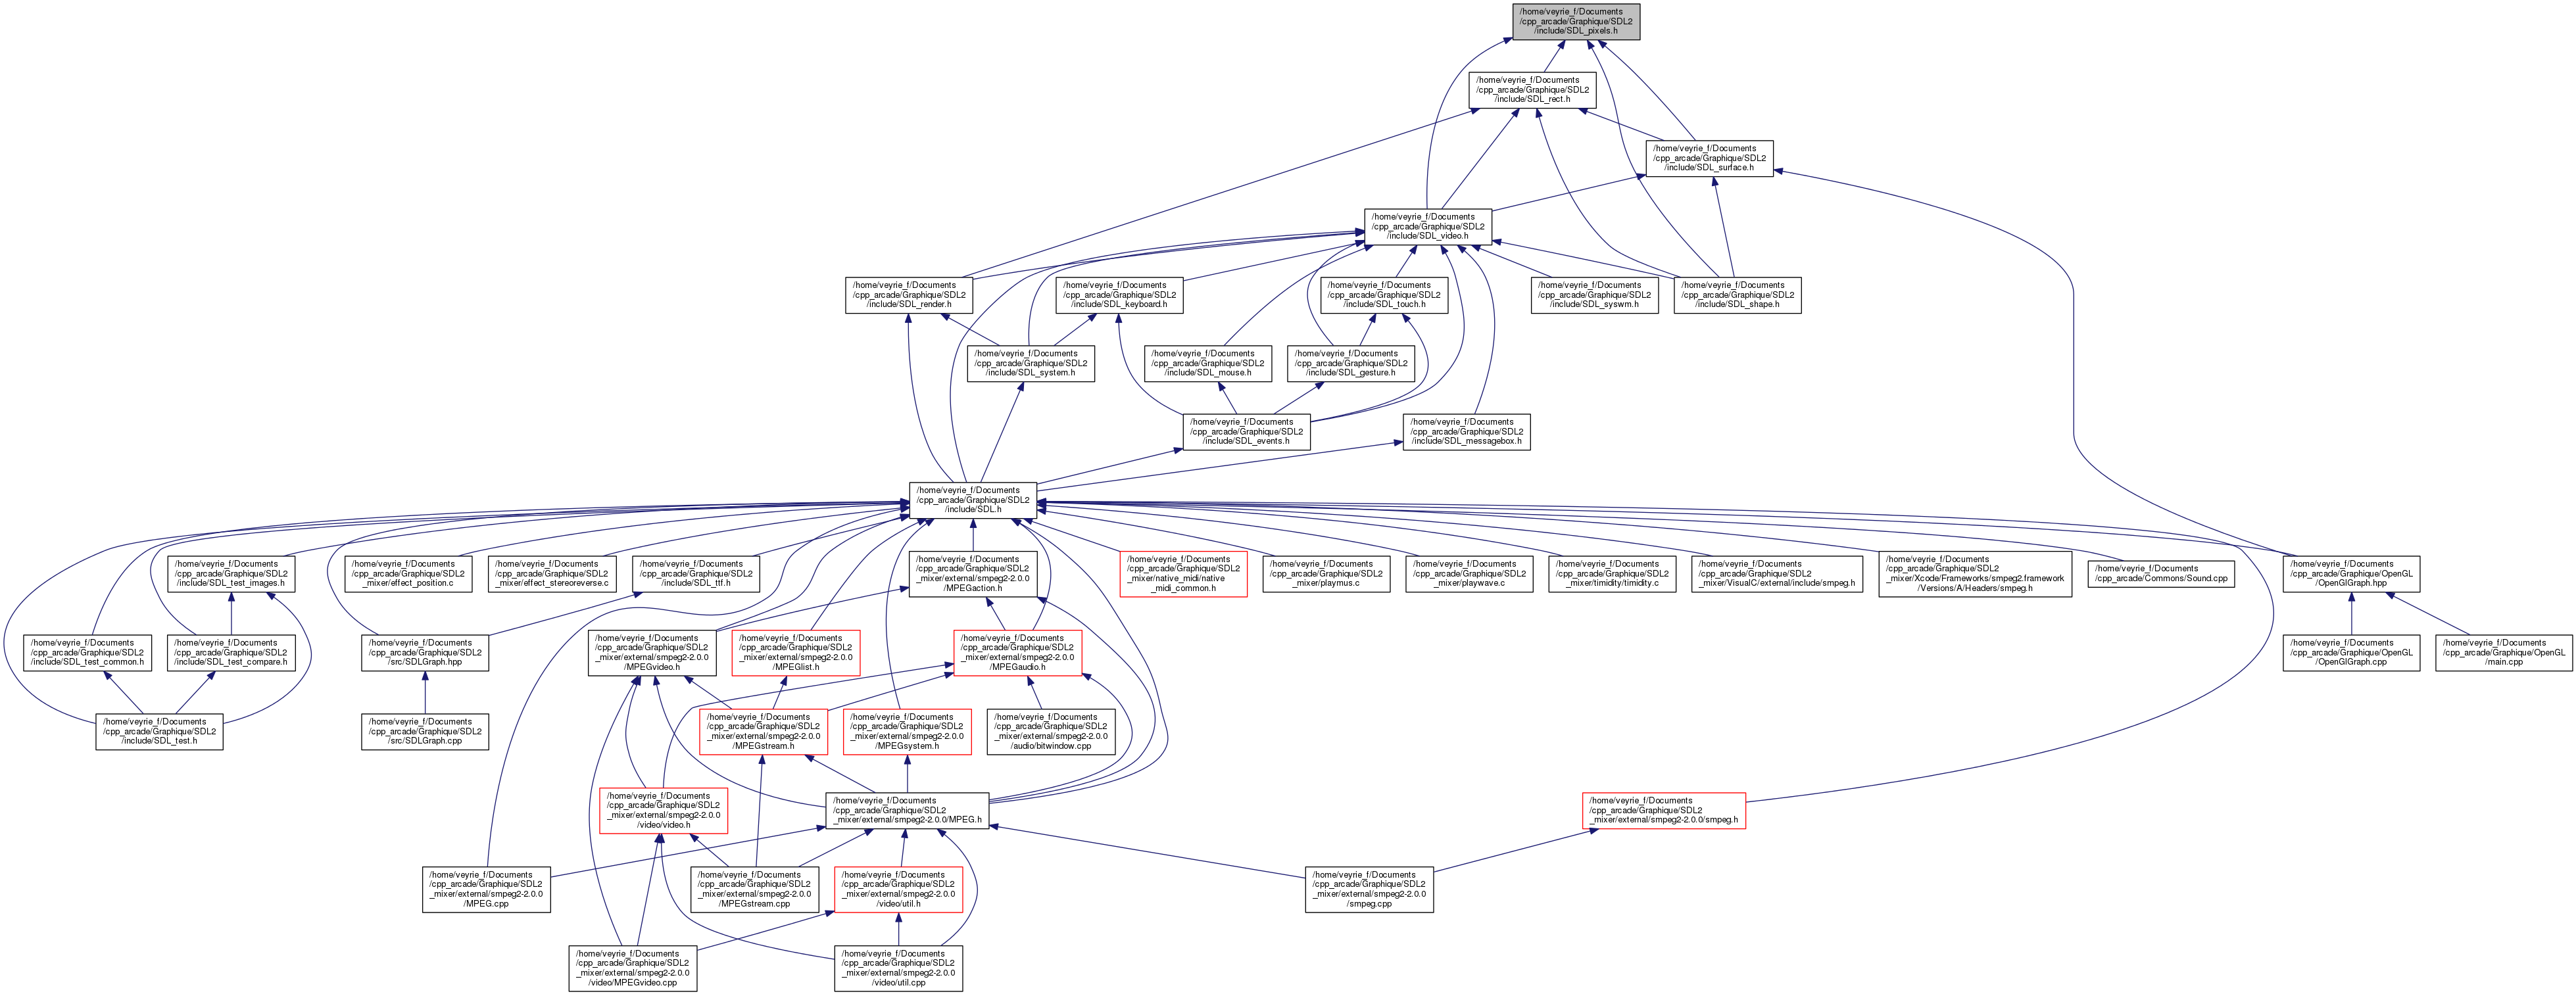 /home/veyrie_f/Documents
/cpp_arcade/Graphique/SDL2
/include/SDL_pixels.h
/home/veyrie_f/Documents
/cpp_arcade/Graphique/SDL2
/include/SDL_rect.h
/home/veyrie_f/Documents
/cpp_arcade/Graphique/SDL2
/include/SDL_surface.h
/home/veyrie_f/Documents
/cpp_arcade/Graphique/SDL2
/include/SDL_video.h
/home/veyrie_f/Documents
/cpp_arcade/Graphique/SDL2
/include/SDL_render.h
/home/veyrie_f/Documents
/cpp_arcade/Graphique/SDL2
/include/SDL_keyboard.h
/home/veyrie_f/Documents
/cpp_arcade/Graphique/SDL2
/include/SDL_touch.h
/home/veyrie_f/Documents
/cpp_arcade/Graphique/SDL2
/include/SDL_syswm.h
/home/veyrie_f/Documents
/cpp_arcade/Graphique/SDL2
/include/SDL_shape.h
/home/veyrie_f/Documents
/cpp_arcade/Graphique/SDL2
/include/SDL_system.h
/home/veyrie_f/Documents
/cpp_arcade/Graphique/SDL2
/include/SDL_mouse.h
/home/veyrie_f/Documents
/cpp_arcade/Graphique/SDL2
/include/SDL_gesture.h
/home/veyrie_f/Documents
/cpp_arcade/Graphique/SDL2
/include/SDL_events.h
/home/veyrie_f/Documents
/cpp_arcade/Graphique/SDL2
/include/SDL_messagebox.h
/home/veyrie_f/Documents
/cpp_arcade/Graphique/SDL2
/include/SDL.h
/home/veyrie_f/Documents
/cpp_arcade/Graphique/SDL2
/include/SDL_test_images.h
/home/veyrie_f/Documents
/cpp_arcade/Graphique/SDL2
_mixer/effect_position.c
/home/veyrie_f/Documents
/cpp_arcade/Graphique/SDL2
_mixer/effect_stereoreverse.c
/home/veyrie_f/Documents
/cpp_arcade/Graphique/SDL2
/include/SDL_ttf.h
/home/veyrie_f/Documents
/cpp_arcade/Graphique/SDL2
_mixer/external/smpeg2-2.0.0
/MPEGaction.h
/home/veyrie_f/Documents
/cpp_arcade/Graphique/SDL2
_mixer/native_midi/native
_midi_common.h
/home/veyrie_f/Documents
/cpp_arcade/Graphique/SDL2
_mixer/playmus.c
/home/veyrie_f/Documents
/cpp_arcade/Graphique/SDL2
_mixer/playwave.c
/home/veyrie_f/Documents
/cpp_arcade/Graphique/SDL2
_mixer/timidity/timidity.c
/home/veyrie_f/Documents
/cpp_arcade/Graphique/SDL2
_mixer/VisualC/external/include/smpeg.h
/home/veyrie_f/Documents
/cpp_arcade/Graphique/SDL2
_mixer/Xcode/Frameworks/smpeg2.framework
/Versions/A/Headers/smpeg.h
/home/veyrie_f/Documents
/cpp_arcade/Commons/Sound.cpp
/home/veyrie_f/Documents
/cpp_arcade/Graphique/OpenGL
/OpenGlGraph.hpp
/home/veyrie_f/Documents
/cpp_arcade/Graphique/SDL2
/include/SDL_test_common.h
/home/veyrie_f/Documents
/cpp_arcade/Graphique/SDL2
/include/SDL_test_compare.h
/home/veyrie_f/Documents
/cpp_arcade/Graphique/SDL2
/src/SDLGraph.hpp
/home/veyrie_f/Documents
/cpp_arcade/Graphique/SDL2
_mixer/external/smpeg2-2.0.0
/MPEGvideo.h
/home/veyrie_f/Documents
/cpp_arcade/Graphique/SDL2
_mixer/external/smpeg2-2.0.0
/MPEGlist.h
/home/veyrie_f/Documents
/cpp_arcade/Graphique/SDL2
_mixer/external/smpeg2-2.0.0
/MPEGaudio.h
/home/veyrie_f/Documents
/cpp_arcade/Graphique/OpenGL
/OpenGlGraph.cpp
/home/veyrie_f/Documents
/cpp_arcade/Graphique/OpenGL
/main.cpp
/home/veyrie_f/Documents
/cpp_arcade/Graphique/SDL2
/include/SDL_test.h
/home/veyrie_f/Documents
/cpp_arcade/Graphique/SDL2
/src/SDLGraph.cpp
/home/veyrie_f/Documents
/cpp_arcade/Graphique/SDL2
_mixer/external/smpeg2-2.0.0
/MPEGstream.h
/home/veyrie_f/Documents
/cpp_arcade/Graphique/SDL2
_mixer/external/smpeg2-2.0.0
/MPEGsystem.h
/home/veyrie_f/Documents
/cpp_arcade/Graphique/SDL2
_mixer/external/smpeg2-2.0.0
/audio/bitwindow.cpp
/home/veyrie_f/Documents
/cpp_arcade/Graphique/SDL2
_mixer/external/smpeg2-2.0.0
/video/video.h
/home/veyrie_f/Documents
/cpp_arcade/Graphique/SDL2
_mixer/external/smpeg2-2.0.0/MPEG.h
/home/veyrie_f/Documents
/cpp_arcade/Graphique/SDL2
_mixer/external/smpeg2-2.0.0/smpeg.h
/home/veyrie_f/Documents
/cpp_arcade/Graphique/SDL2
_mixer/external/smpeg2-2.0.0
/MPEG.cpp
/home/veyrie_f/Documents
/cpp_arcade/Graphique/SDL2
_mixer/external/smpeg2-2.0.0
/MPEGstream.cpp
/home/veyrie_f/Documents
/cpp_arcade/Graphique/SDL2
_mixer/external/smpeg2-2.0.0
/video/util.h
/home/veyrie_f/Documents
/cpp_arcade/Graphique/SDL2
_mixer/external/smpeg2-2.0.0
/smpeg.cpp
/home/veyrie_f/Documents
/cpp_arcade/Graphique/SDL2
_mixer/external/smpeg2-2.0.0
/video/MPEGvideo.cpp
/home/veyrie_f/Documents
/cpp_arcade/Graphique/SDL2
_mixer/external/smpeg2-2.0.0
/video/util.cpp